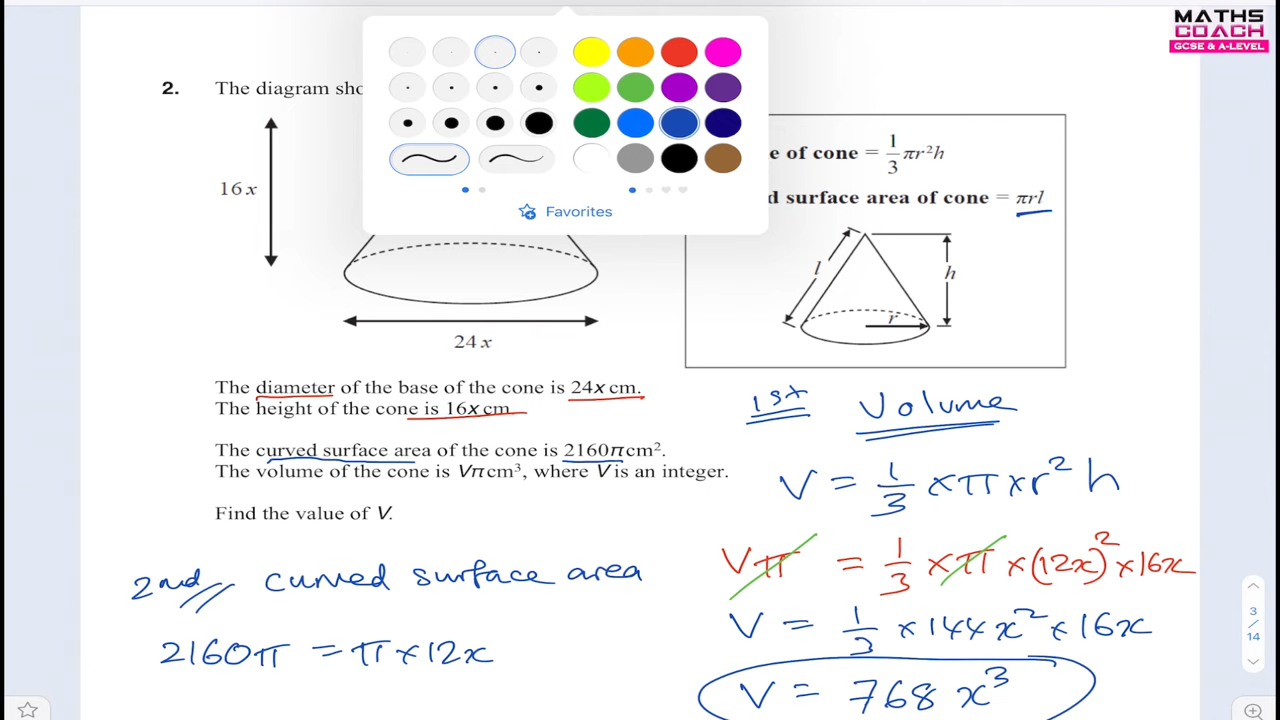 MATHS
COACH
GCSE & A-LEVEL
2. The diagram sho
16x
24x
Favorites
e of cone = 1/3 πr²h
d surface area of cone = πrl
l
h
r
The diameter of the base of the cone is 24x cm.
The height of the cone is 16x cm.
The curved surface area of the cone is 2160π cm².
The volume of the cone is Vπ cm³, where V is an integer.
Find the value of V.
1st Volume
V = 1/3 × π × r² h
Vπ = 1/3 × π × (12x)² × 16x
V = 1/3 × 144x² × 16x
V = 768x³
2nd // curved surface area
2160π = π × 12x
3
/
14